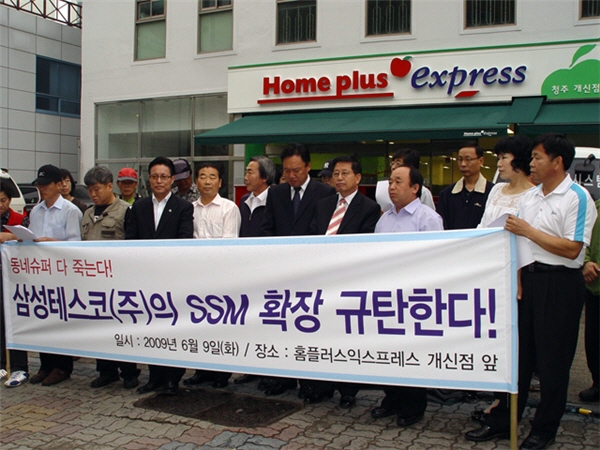 Home plus express
청주 개신점
Home plus express
동네슈퍼 다 죽는다!
삼성테스코(주)의 SSM 확장 규탄한다!
일시 : 2009년 6월 9일(화) / 장소 : 홈플러스익스프레스 개신점 앞